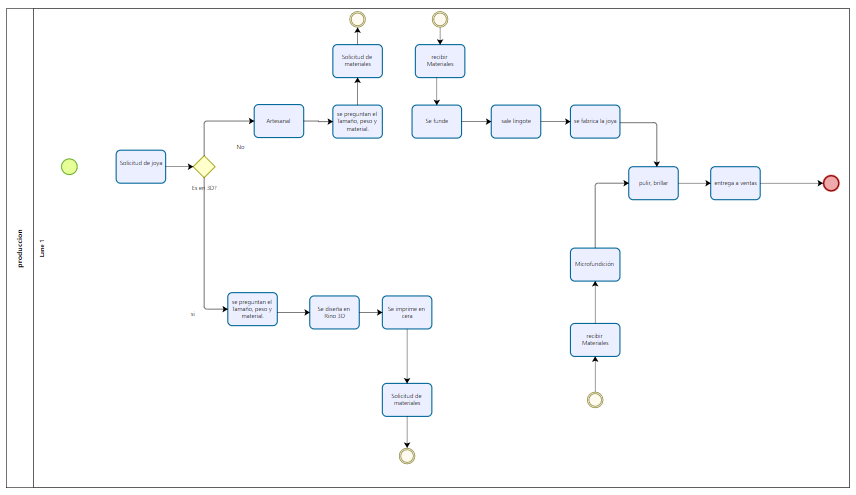 produccion
Lane 1
Solicitud de joya
Es en 3D?
No
Artesanal
se preguntan el
tamaño, peso y
material.
Solicitud de
materiales
recibir
Materiales
Se funde
sale lingote
se fabrica la joya
pulir, brillar
entrega a ventas
si
se preguntan el
tamaño, peso y
material.
Se diseña en
Rino 3D
Se imprime en
cera
Solicitud de
materiales
Microfundición
recibir
Materiales